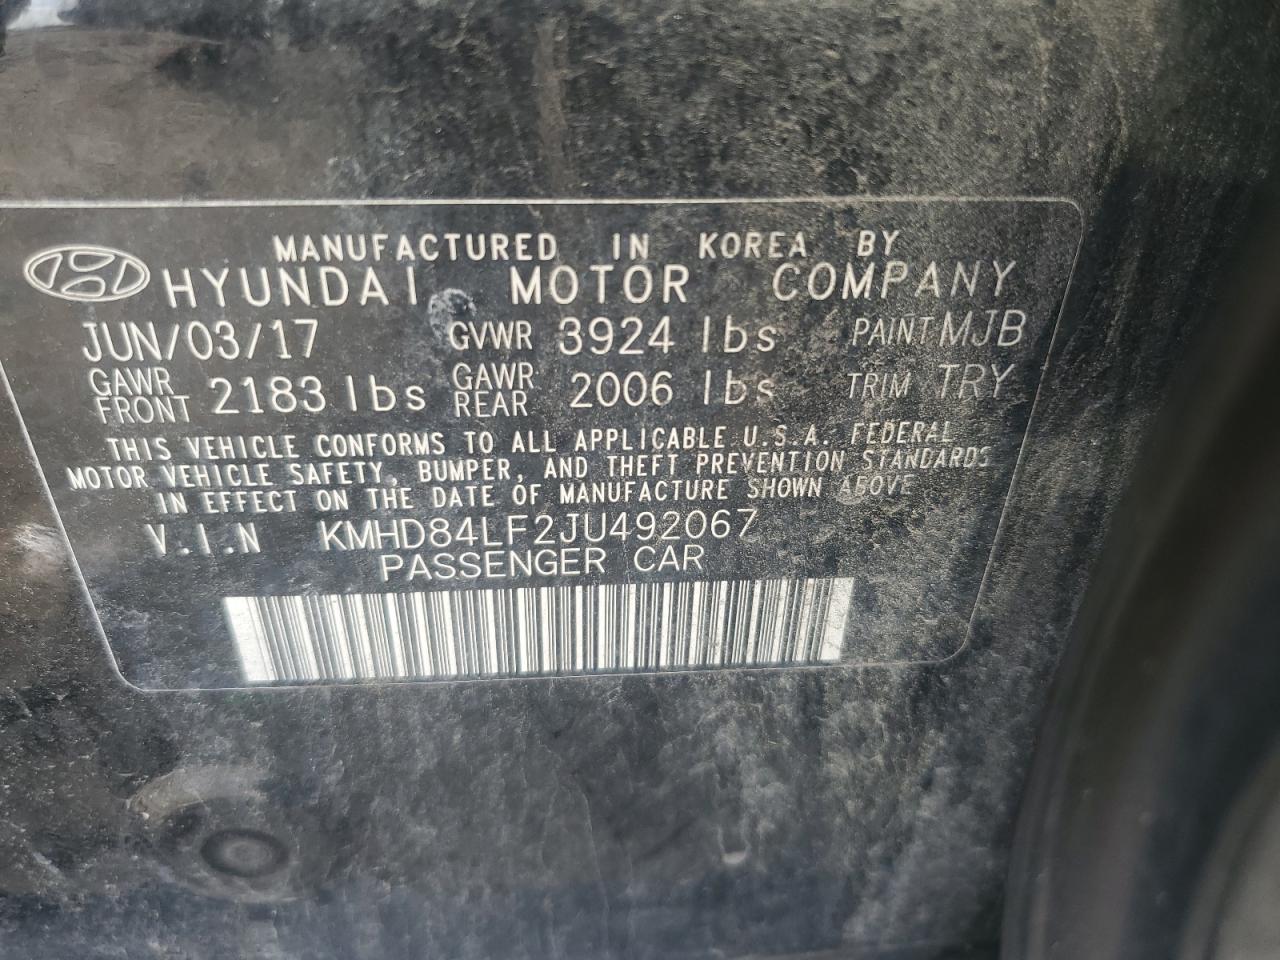 MANUFACTURED IN KOREA BY
HYUNDAI MOTOR COMPANY
JUN/03/17 GVWR 3924 lbs PAINT MJB
GAWR FRONT 2183 lbs GAWR REAR 2006 lbs TRIM TRY
THIS VEHICLE CONFORMS TO ALL APPLICABLE U.S.A. FEDERAL
MOTOR VEHICLE SAFETY, BUMPER, AND THEFT PREVENTION STANDARDS
IN EFFECT ON THE DATE OF MANUFACTURE SHOWN ABOVE
V.I.N KMHD84LF2JU492067
PASSENGER CAR